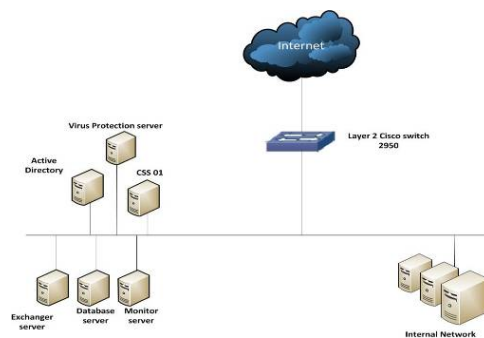 Internet
Layer 2 Cisco switch
2950
Virus Protection server
Active
Directory
CSS 01
Exchanger
server
Database
server
Monitor
server
Internal Network